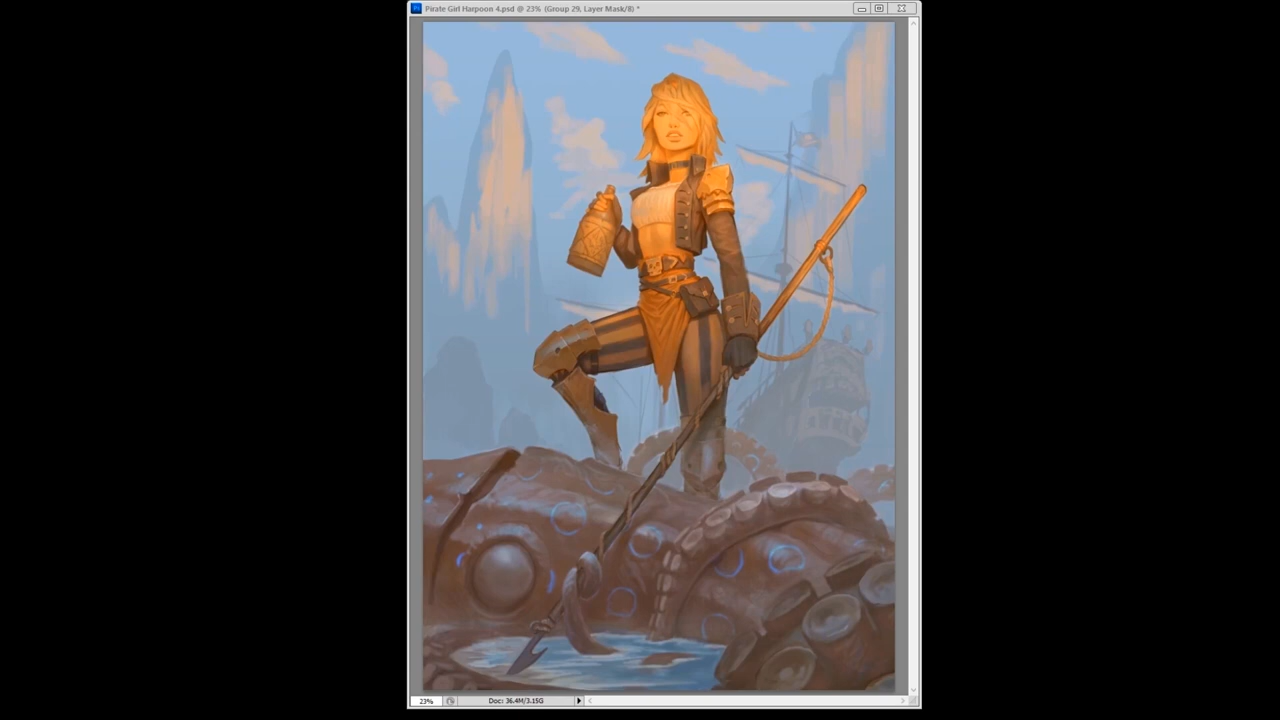 Pirate Girl Harpoon 4.psd @ 23% (Group 29, Layer Mask/8) *
23%
Doc: 36.4M/3.15G